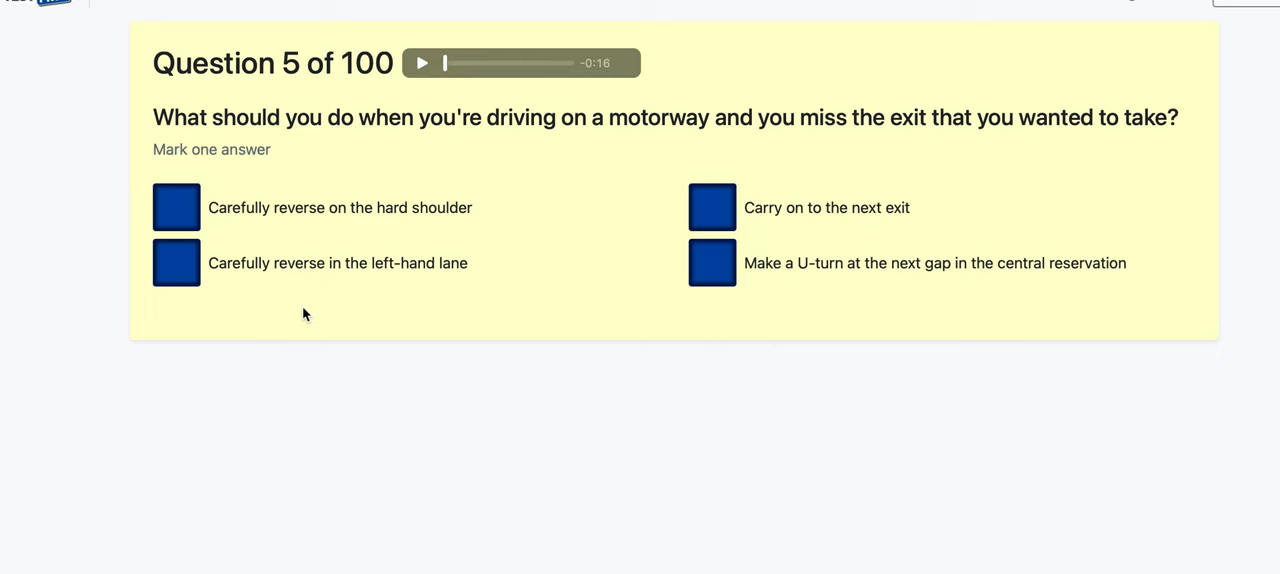 Question 5 of 100
-0:16
What should you do when you're driving on a motorway and you miss the exit that you wanted to take?
Mark one answer
Carefully reverse on the hard shoulder
Carry on to the next exit
Carefully reverse in the left-hand lane
Make a U-turn at the next gap in the central reservation